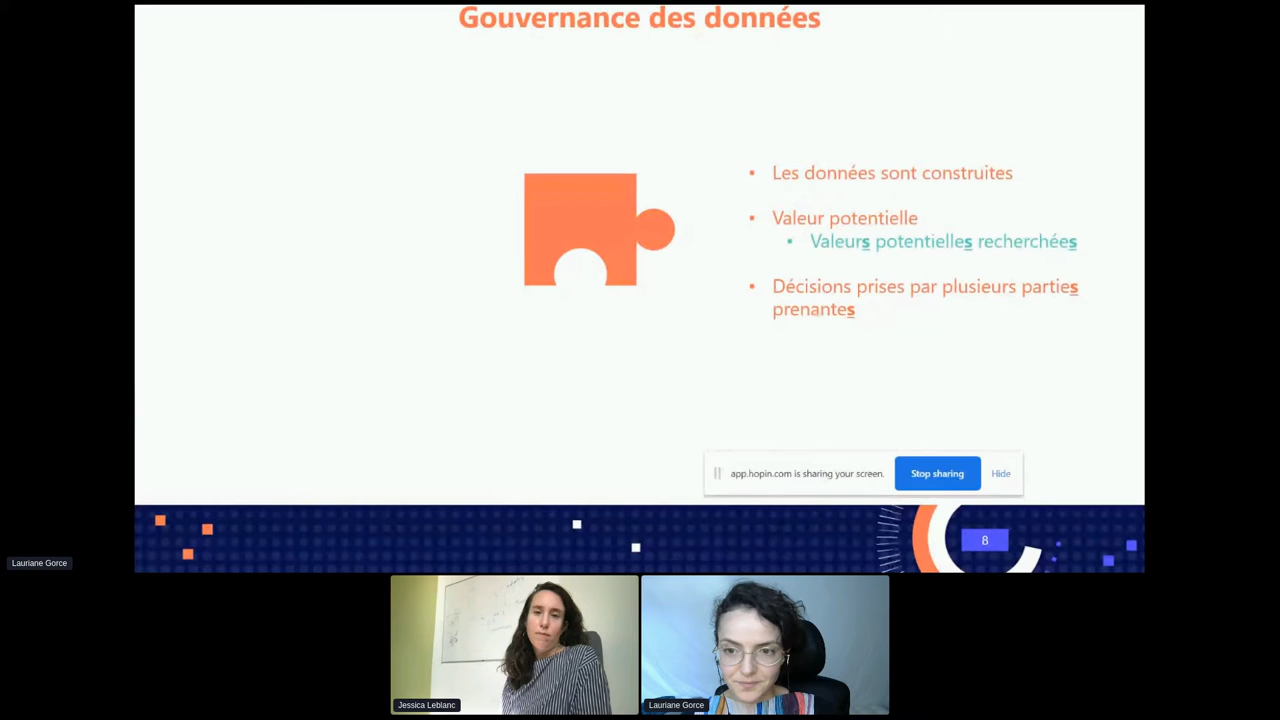 Gouvernance des données
• Les données sont construites
• Valeur potentielle
• Valeurs potentielles recherchées
• Décisions prises par plusieurs parties
prenantes
app.hopin.com is sharing your screen.
Stop sharing
Hide
8
Lauriane Gorce
Jessica Leblanc
Lauriane Gorce